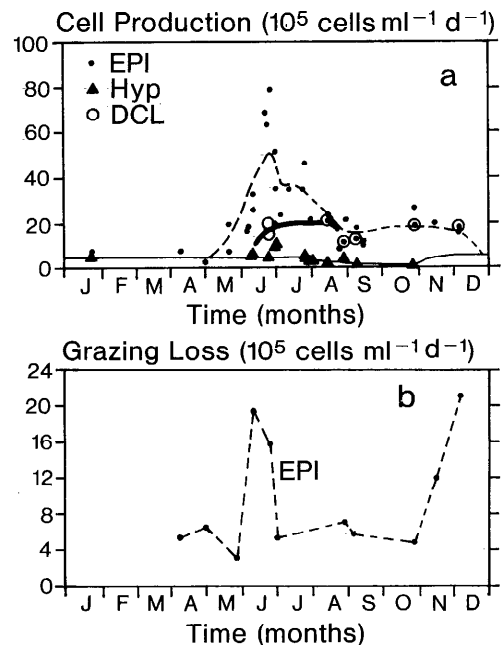 Cell Production (10⁵ cells ml⁻¹ d⁻¹)
100
80
60
40
20
0
EPI
Hyp
DCL
a
J F M A M J J A S O N D
Time (months)
Grazing Loss (10⁵ cells ml⁻¹ d⁻¹)
24
20
16
12
8
4
0
b
EPI
J F M A M J J A S O N D
Time (months)